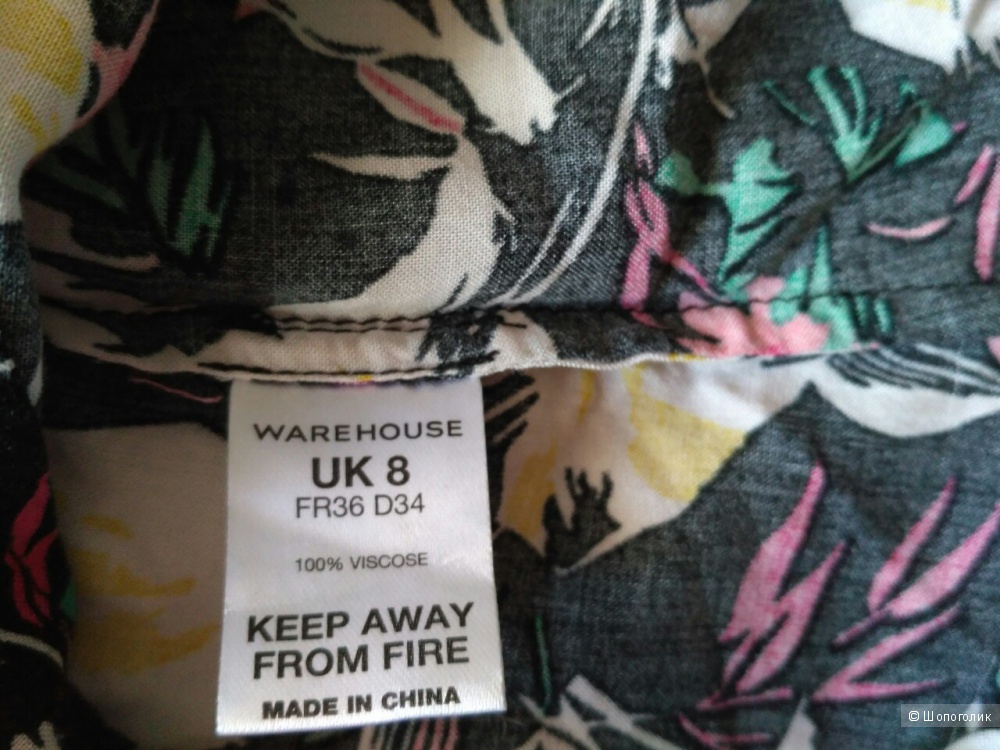 WAREHOUSE
UK 8
FR36 D34
100% VISCOSE
KEEP AWAY
FROM FIRE
MADE IN CHINA
© Шопоголик